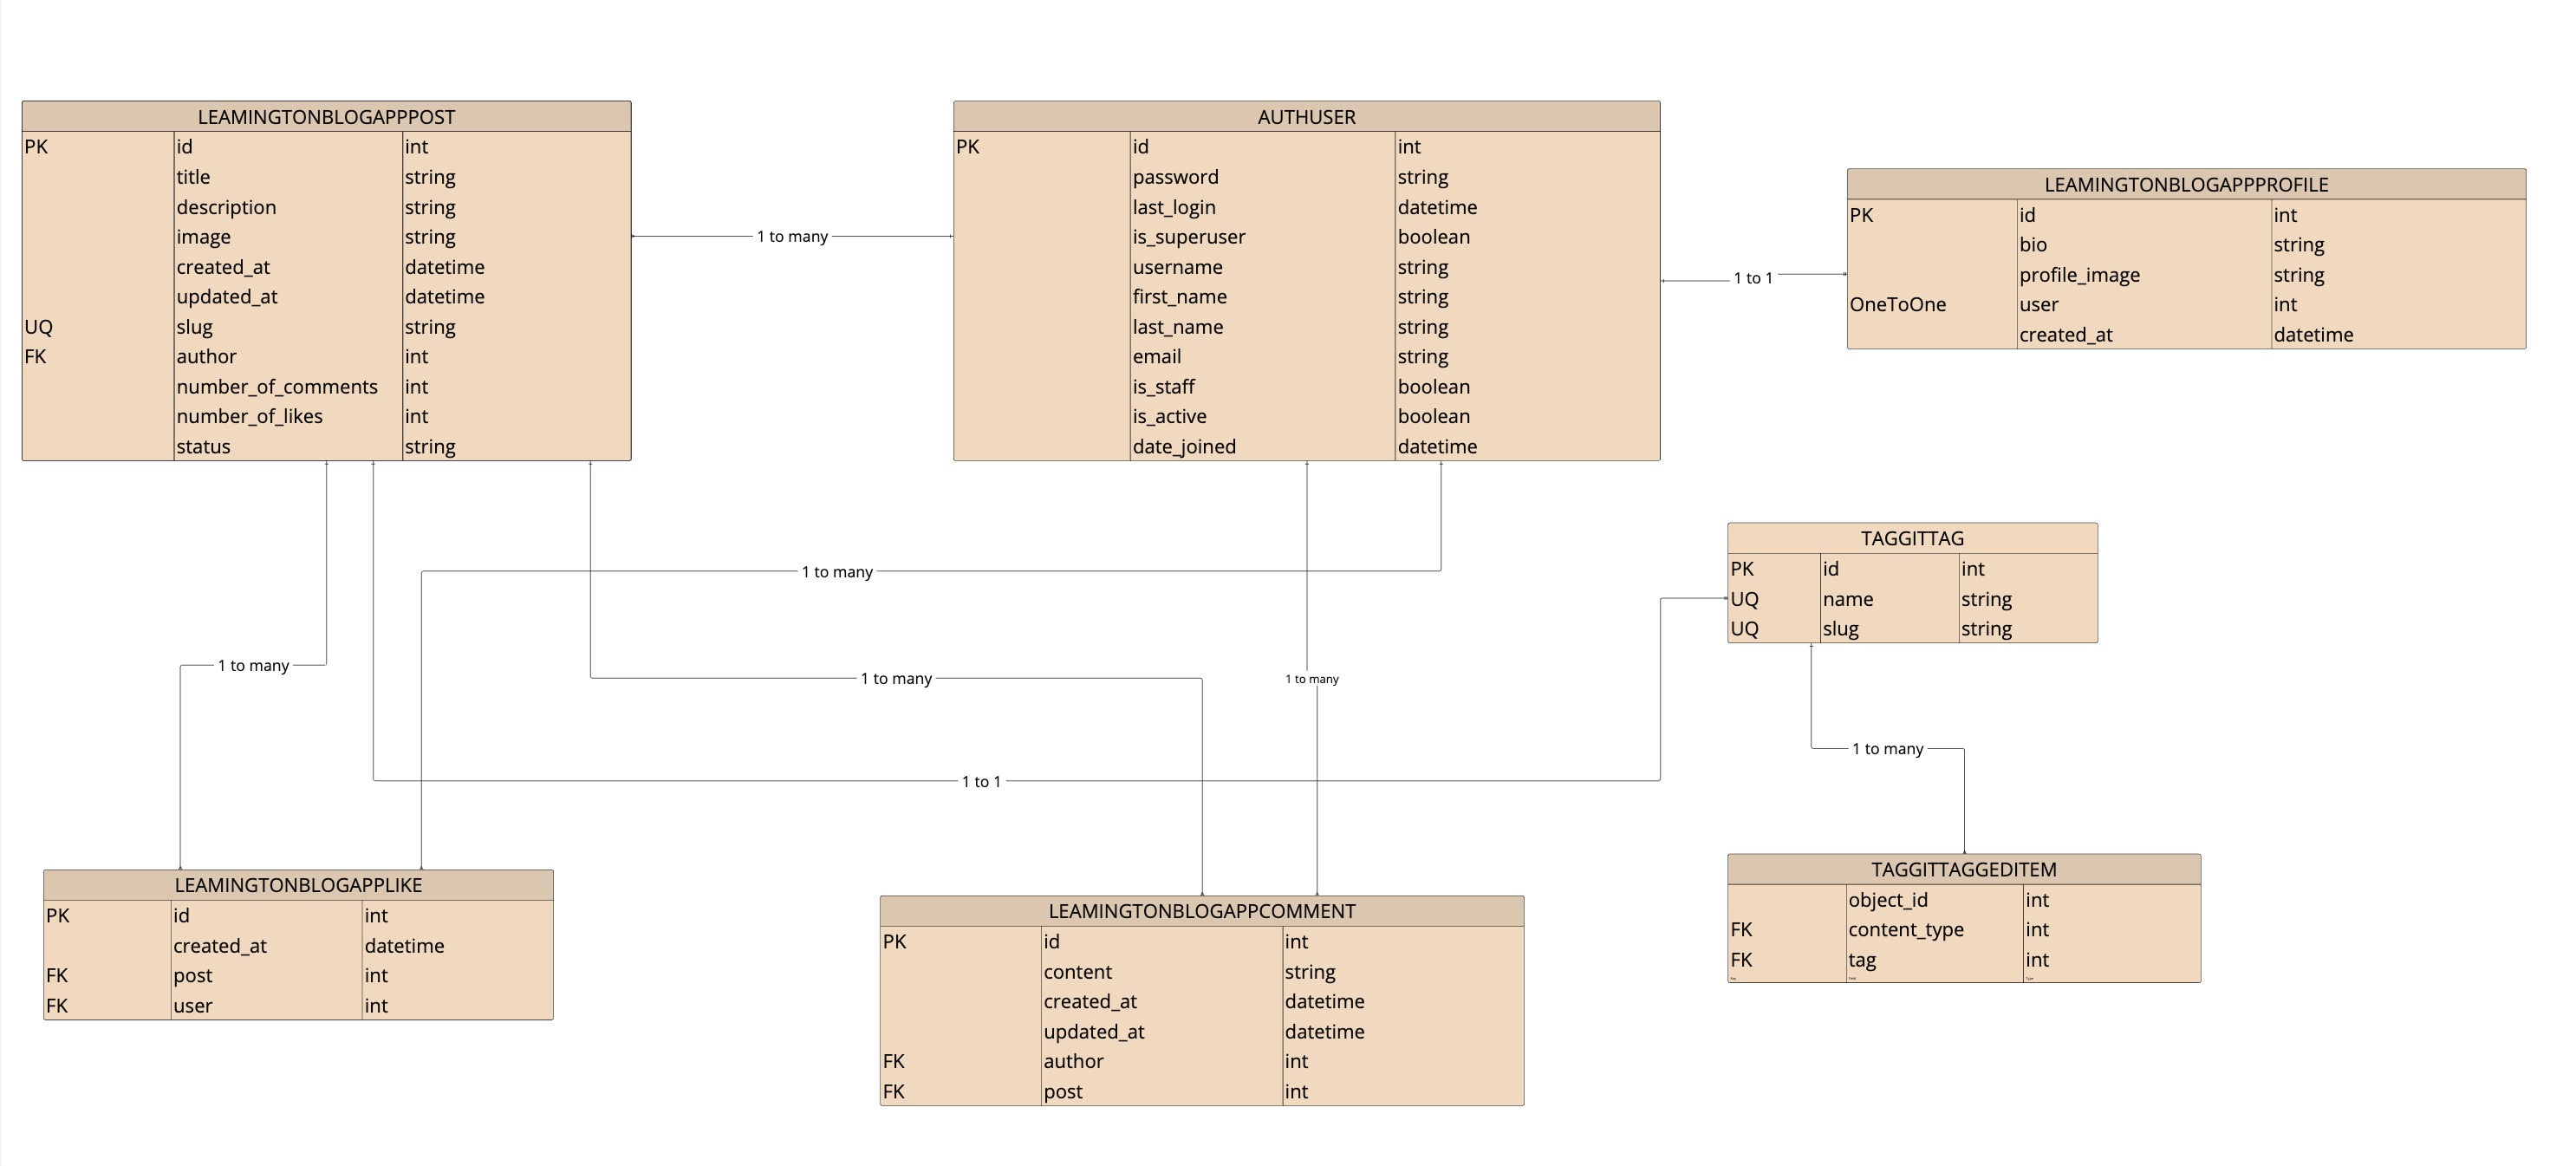 LEAMINGTONBLOGAPPPOST
PK id int
title string
description string
image string
created_at datetime
updated_at datetime
UQ slug string
FK author int
number_of_comments int
number_of_likes int
status string
1 to many
AUTHUSER
PK id int
password string
last_login datetime
is_superuser boolean
username string
first_name string
last_name string
email string
is_staff boolean
is_active boolean
date_joined datetime
1 to 1
LEAMINGTONBLOGAPPPROFILE
PK id int
bio string
profile_image string
OneToOne user int
created_at datetime
1 to many
1 to many
1 to many
1 to many
1 to 1
TAGGITTAG
PK id int
UQ name string
UQ slug string
1 to many
LEAMINGTONBLOGAPPLIKE
PK id int
created_at datetime
FK post int
FK user int
LEAMINGTONBLOGAPPCOMMENT
PK id int
content string
created_at datetime
updated_at datetime
FK author int
FK post int
TAGGITTAGGEDITEM
object_id int
FK content_type int
FK tag int